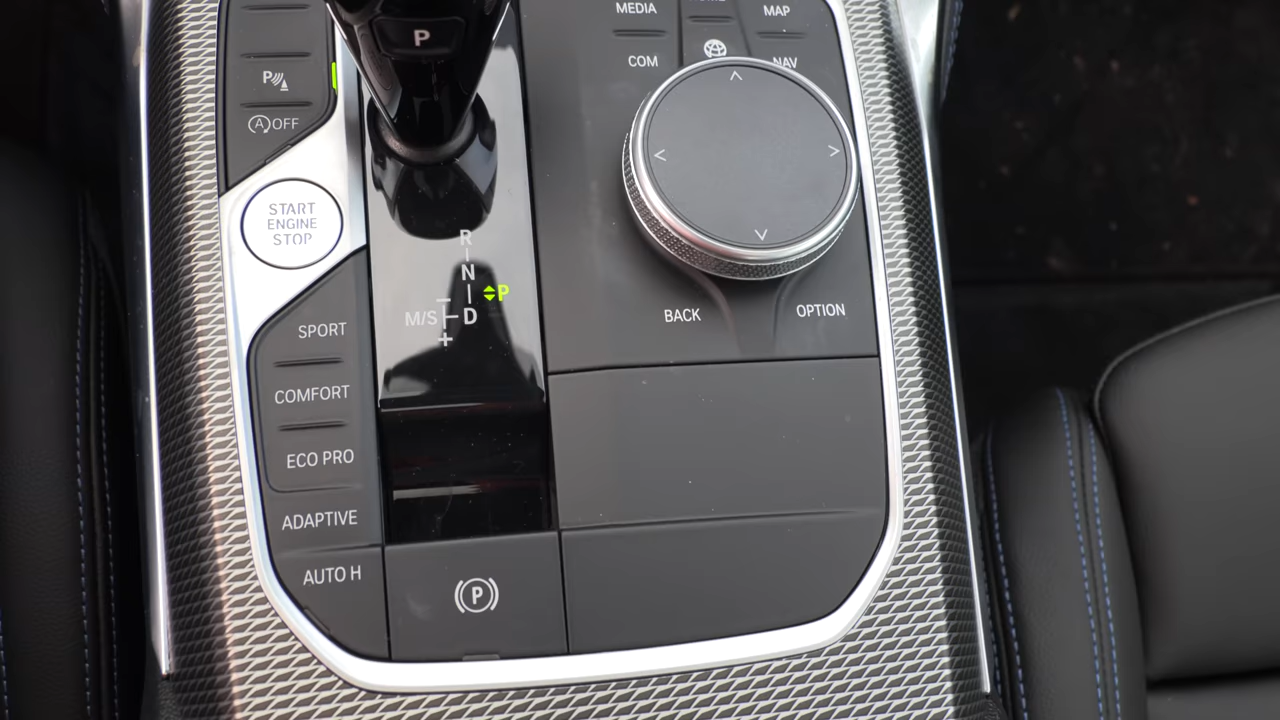 MEDIA
MAP
P
COM
NAV
P
A OFF
START
ENGINE
STOP
R
N
P
M/S
D
BACK
OPTION
SPORT
COMFORT
ECO PRO
ADAPTIVE
AUTO H
P